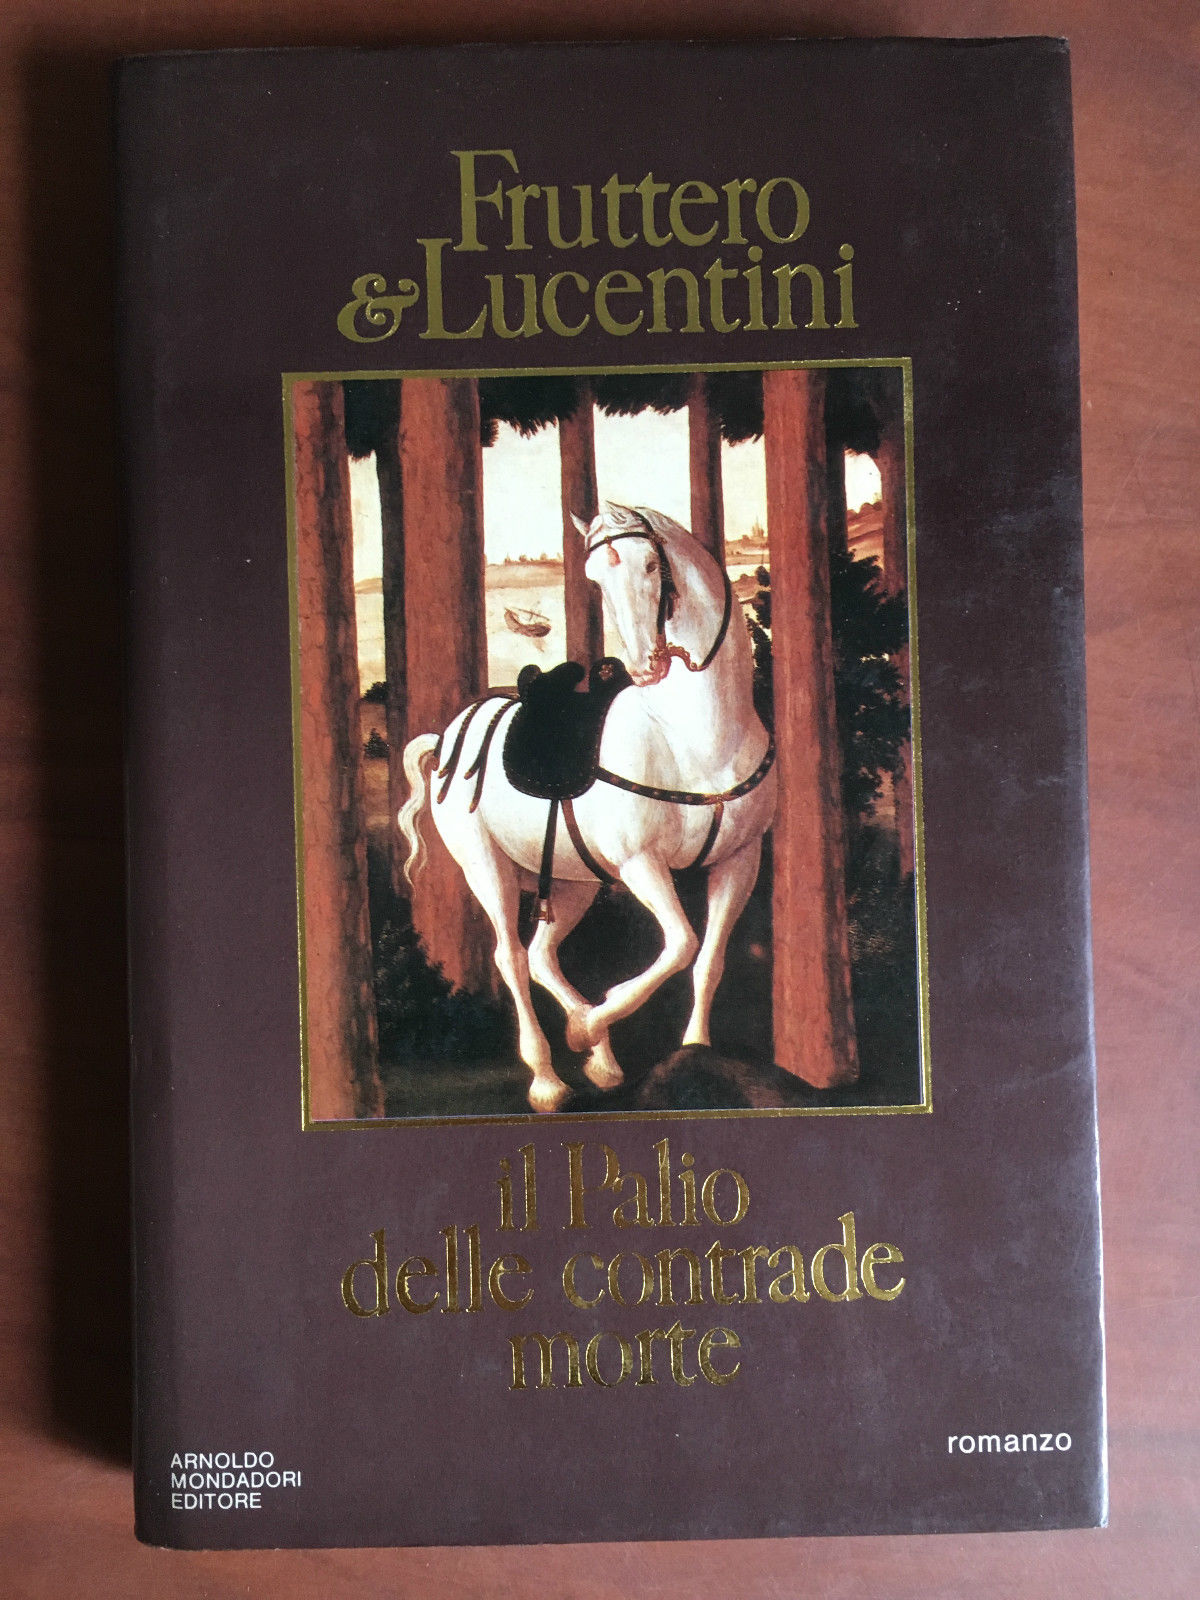 Fruttero
& Lucentini
il Palio
delle contrade
morte
ARNOLDO
MONDADORI
EDITORE
romanzo